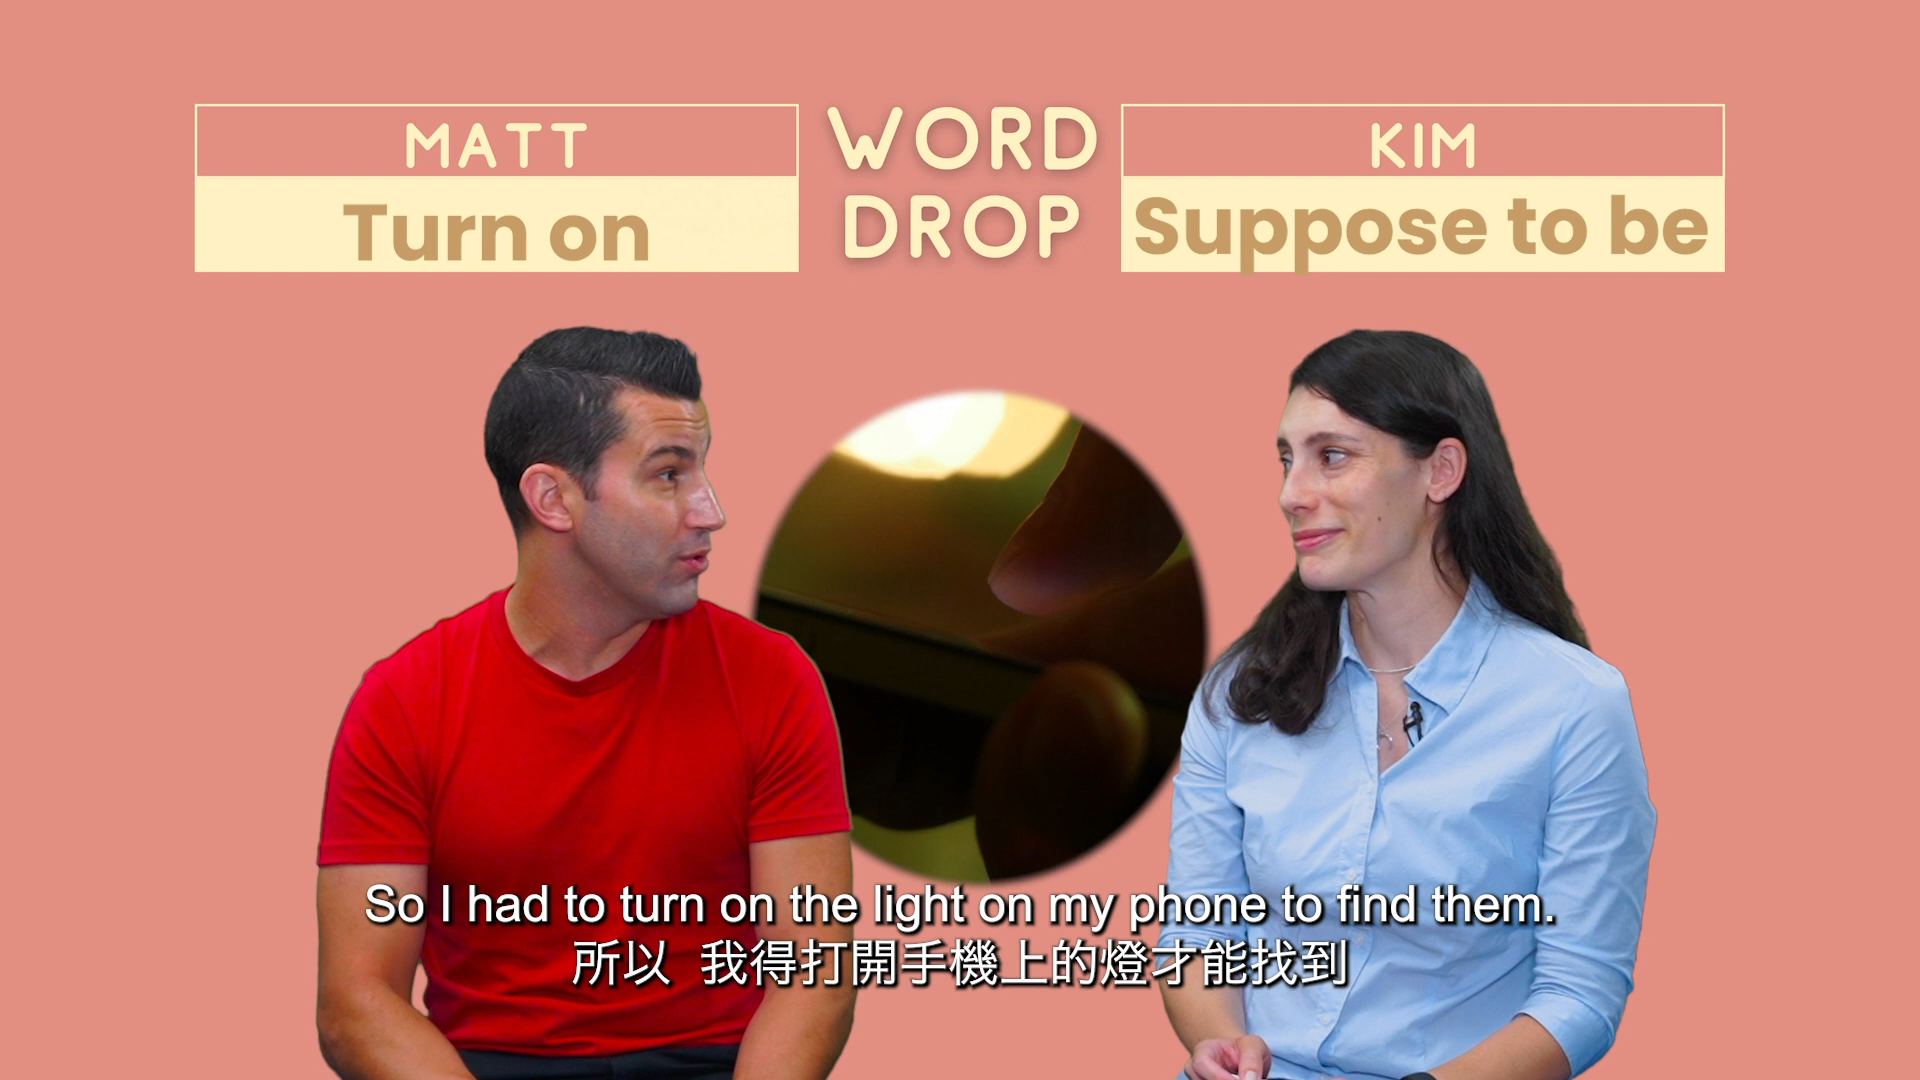 MATT
Turn on
WORD
DROP
KIM
Suppose to be
So I had to turn on the light on my phone to find them.
所以 我得打開手機上的燈才能找到